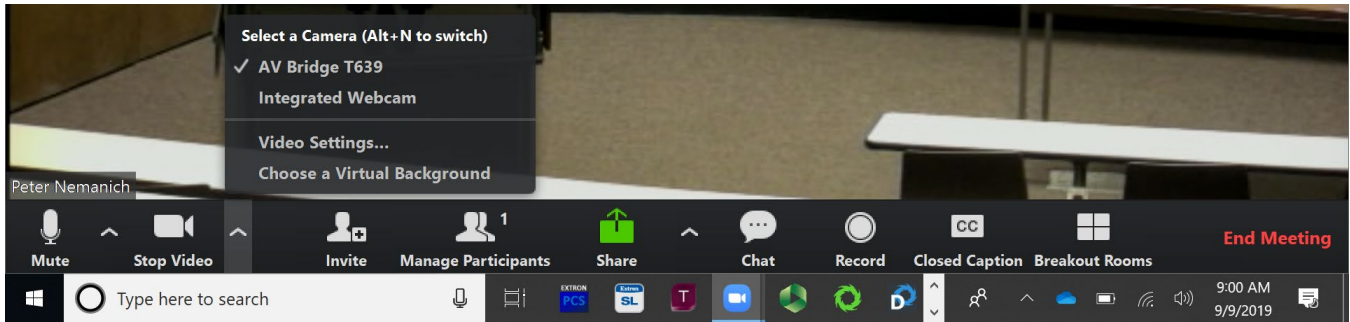 Select a Camera (Alt+N to switch)
✓ AV Bridge T639
Integrated Webcam
Video Settings...
Choose a Virtual Background
Peter Nemanich
1
Mute Stop Video Invite Manage Participants Share Chat Record CC Closed Caption Breakout Rooms End Meeting
Type here to search EXTRON PCS Extron SL T D 9:00 AM
9/9/2019